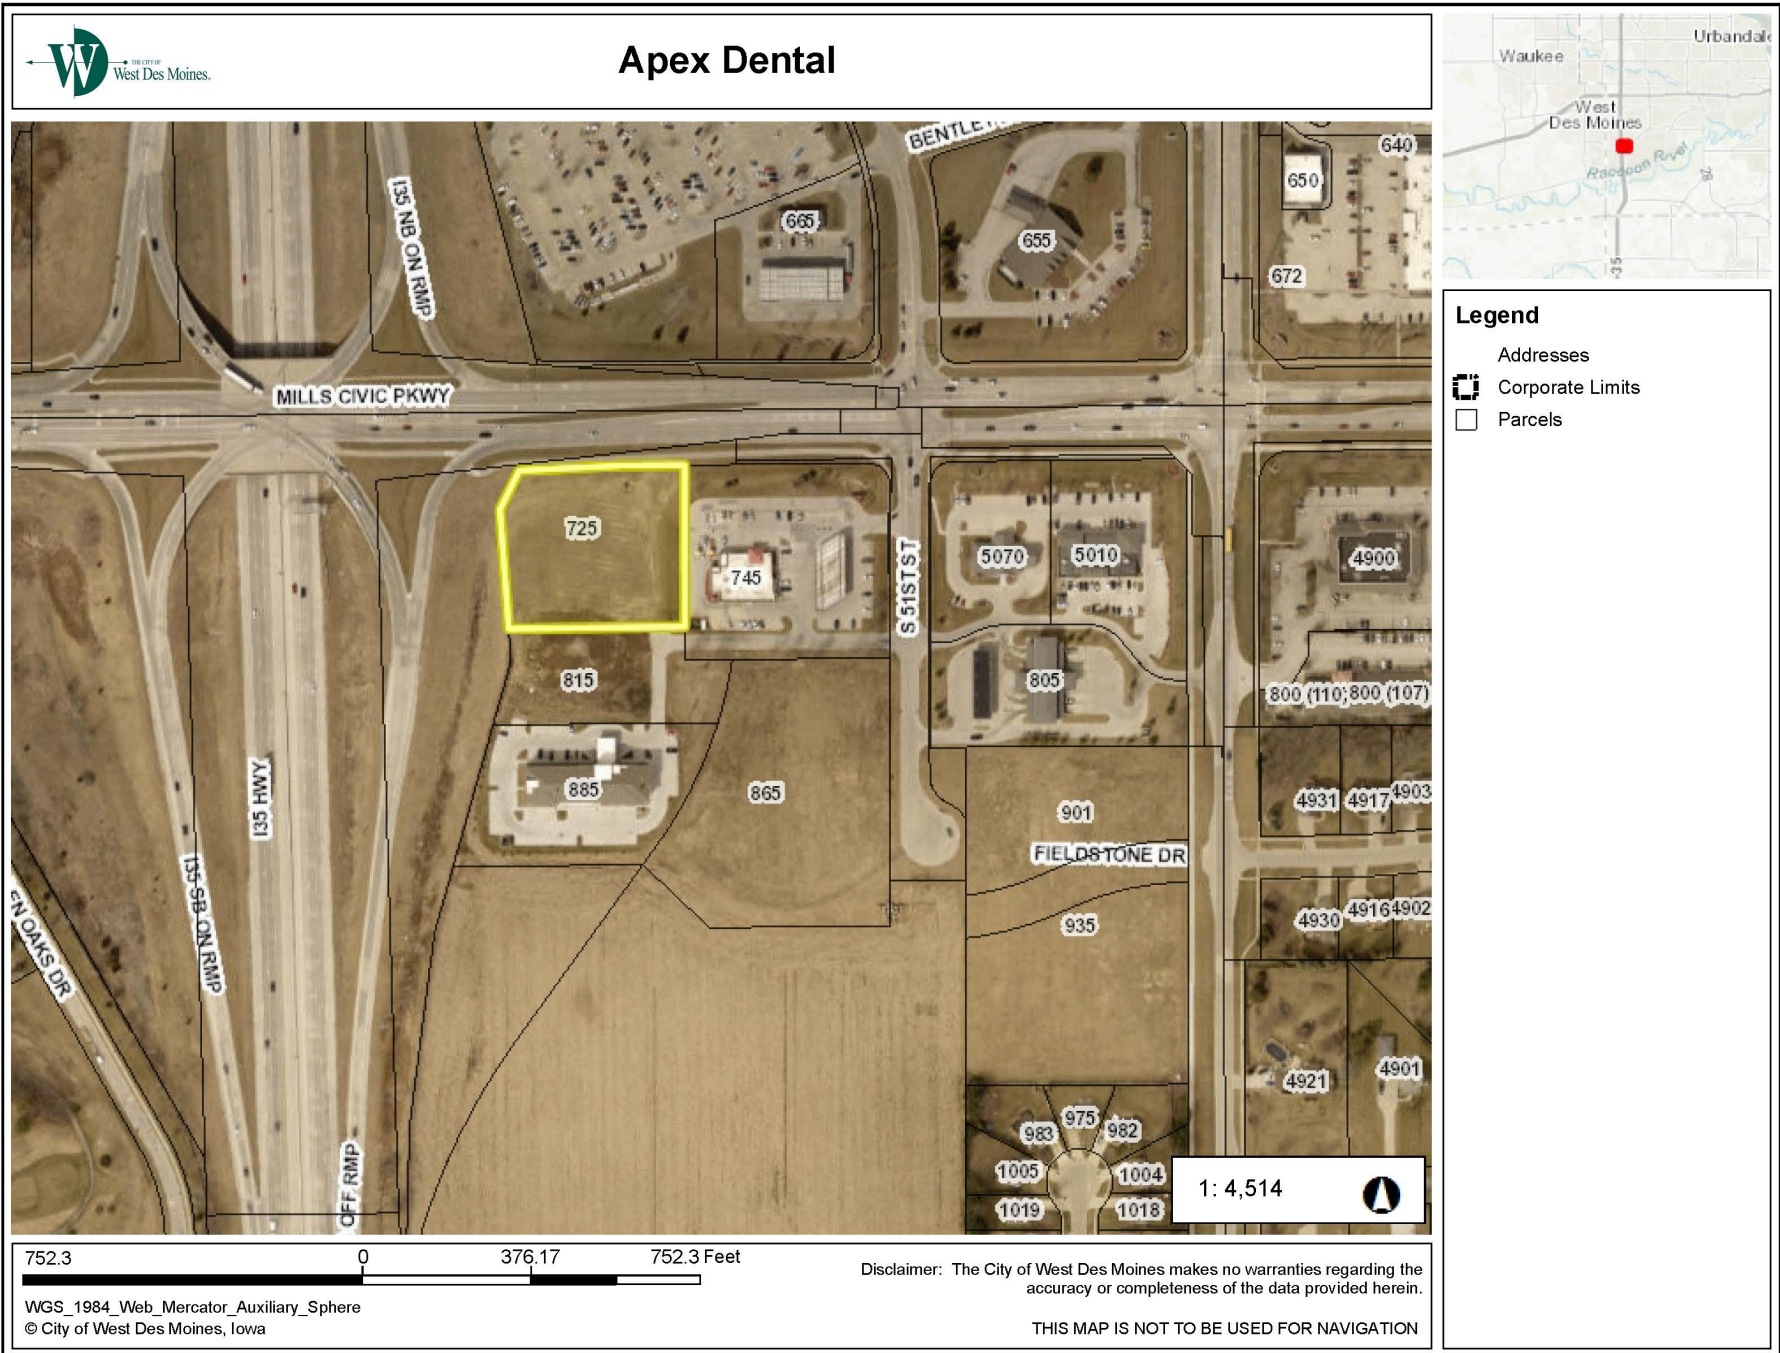 THE CITY OF
West Des Moines.
Apex Dental
Urbandale
Waukee
West
Des Moines
Raccoon River
28
-35
Legend
Addresses
Corporate Limits
Parcels
I35 NB ON RMP
665
655
650
640
672
MILLS CIVIC PKWY
725
745
S 51ST ST
5070
5010
4900
815
805
800 (110)
800 (107)
885
865
I35 HWY
901
4931
4917
4903
FIELDSTONE DR
I35 SB ON RMP
935
4930
4916
4902
EN OAKS DR
4921
4901
975
983
982
1005
1004
1019
1018
OFF RMP
1: 4,514
752.3
0
376.17
752.3 Feet
WGS_1984_Web_Mercator_Auxiliary_Sphere
© City of West Des Moines, Iowa
Disclaimer: The City of West Des Moines makes no warranties regarding the
accuracy or completeness of the data provided herein.
THIS MAP IS NOT TO BE USED FOR NAVIGATION